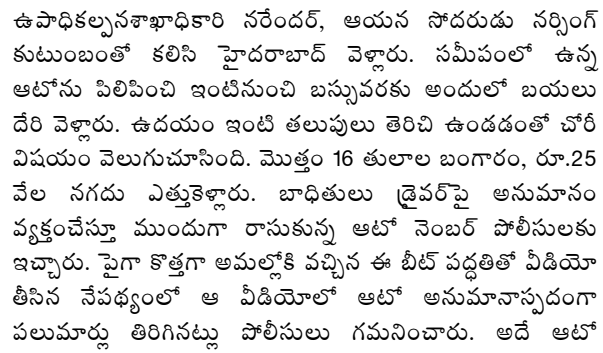 ఉపాధికల్పనశాఖాధికారి నరేందర్, ఆయన సోదరుడు నర్సింగ్
కుటుంబంతో కలిసి హైదరాబాద్ వెళ్లారు. సమీపంలో ఉన్న
ఆటోను పిలిపించి ఇంటినుంచి బస్సువరకు అందులో బయలు
దేరి వెళ్లారు. ఉదయం ఇంటి తలుపులు తెరిచి ఉండడంతో చోరీ
విషయం వెలుగుచూసింది. మొత్తం 16 తులాల బంగారం, రూ.25
వేల నగదు ఎత్తుకెళ్లారు. బాధితులు డ్రైవర్‌పై అనుమానం
వ్యక్తంచేస్తూ ముందుగా రాసుకున్న ఆటో నెంబర్ పోలీసులకు
ఇచ్చారు. పైగా కొత్తగా అమల్లోకి వచ్చిన ఈ బీట్ పద్ధతితో వీడియో
తీసిన నేపథ్యంలో ఆ వీడియోలో ఆటో అనుమానాస్పదంగా
పలుమార్లు తిరిగినట్లు పోలీసులు గమనించారు. అదే ఆటో